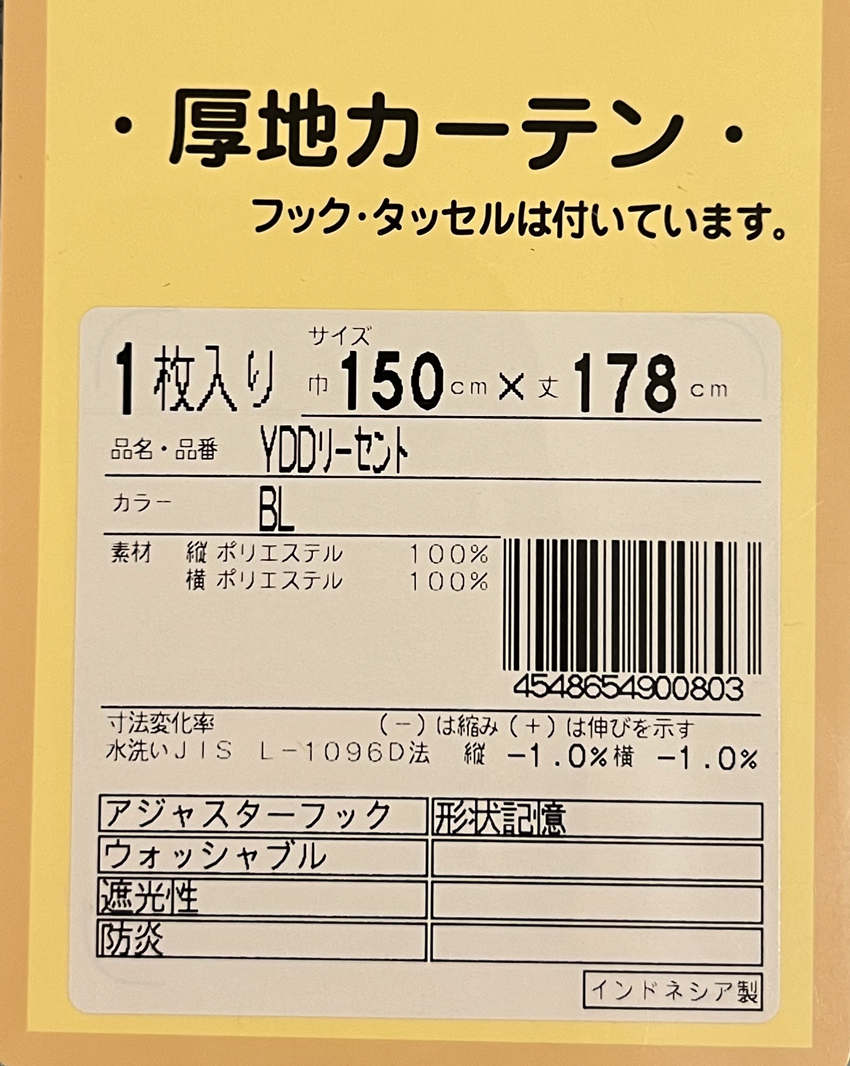 ・厚地カーテン・
フック・タッセルは付いています。
サイズ
1枚入り 巾150cm×丈178cm
品名・品番 YDDリーセント
カラー BL
素材 縦 ポリエステル 100%
横 ポリエステル 100%
4548654900803
寸法変化率 (－)は縮み(＋)は伸びを示す
水洗いJIS L－1096D法 縦 －1.0%横 －1.0%
アジャスターフック 形状記憶
ウォッシャブル
遮光性
防炎
インドネシア製